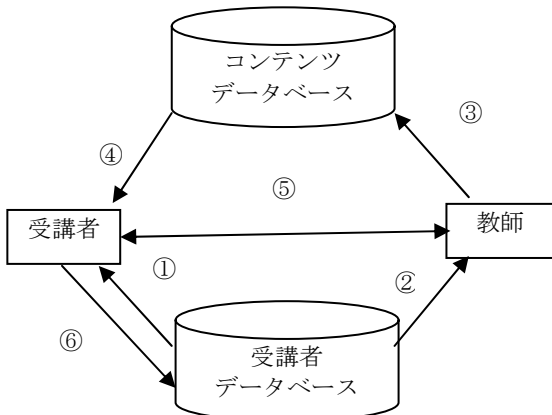 コンテンツ
データベース
③
④
⑤
受講者
教師
①
②
⑥
受講者
データベース